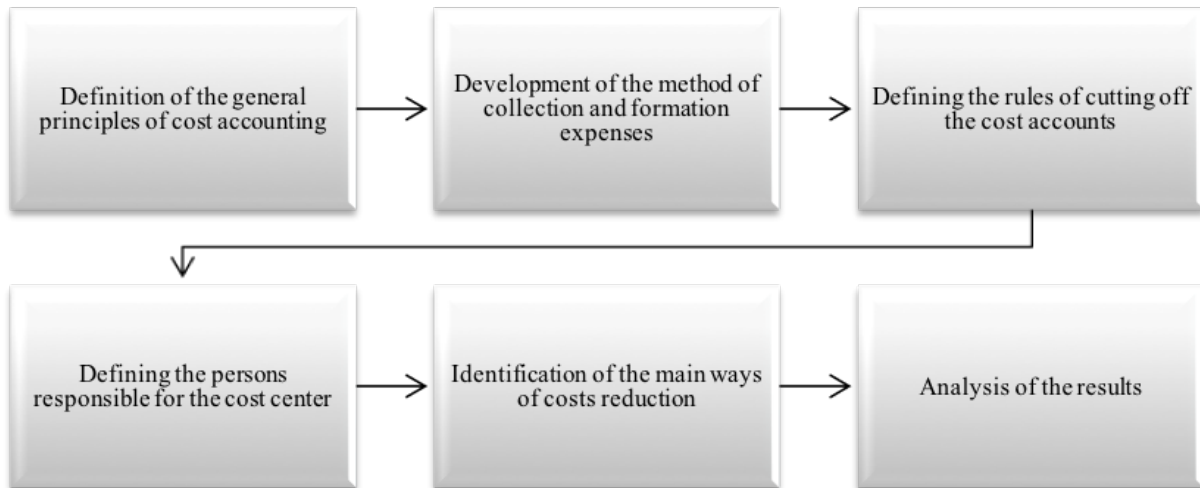 Definition of the general
principles of cost accounting
Development of the method of
collection and formation
expenses
Defining the rules of cutting off
the cost accounts
Defining the persons
responsible for the cost center
Identification of the main ways
of costs reduction
Analysis of the results